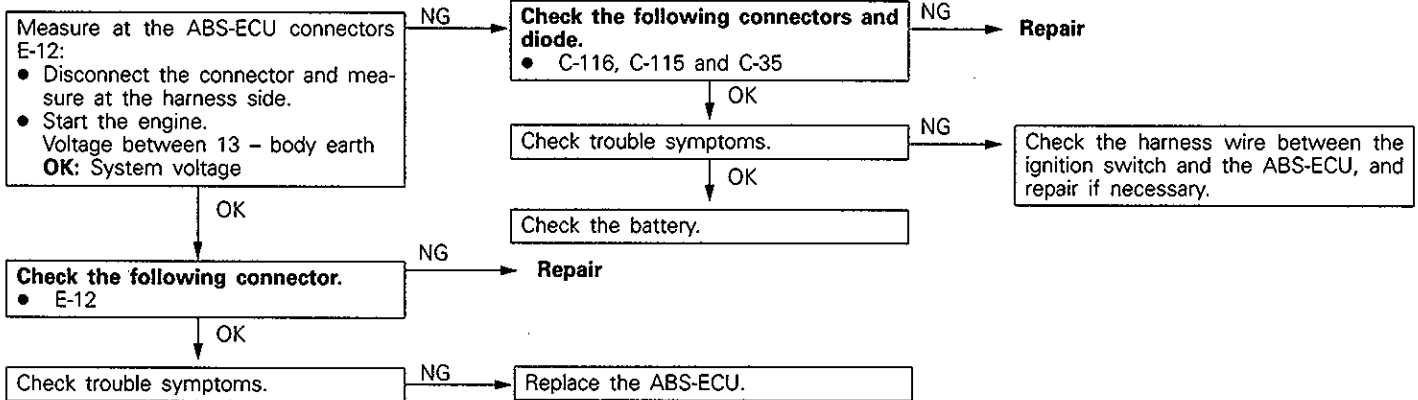 Measure at the ABS-ECU connectors
E-12:
● Disconnect the connector and mea-
sure at the harness side.
● Start the engine.
Voltage between 13 – body earth
OK: System voltage
NG
Check the following connectors and
diode.
● C-116, C-115 and C-35
NG
Repair
OK
Check trouble symptoms.
NG
Check the harness wire between the
ignition switch and the ABS-ECU, and
repair if necessary.
OK
Check the battery.
OK
Check the following connector.
● E-12
NG
Repair
OK
Check trouble symptoms.
NG
Replace the ABS-ECU.